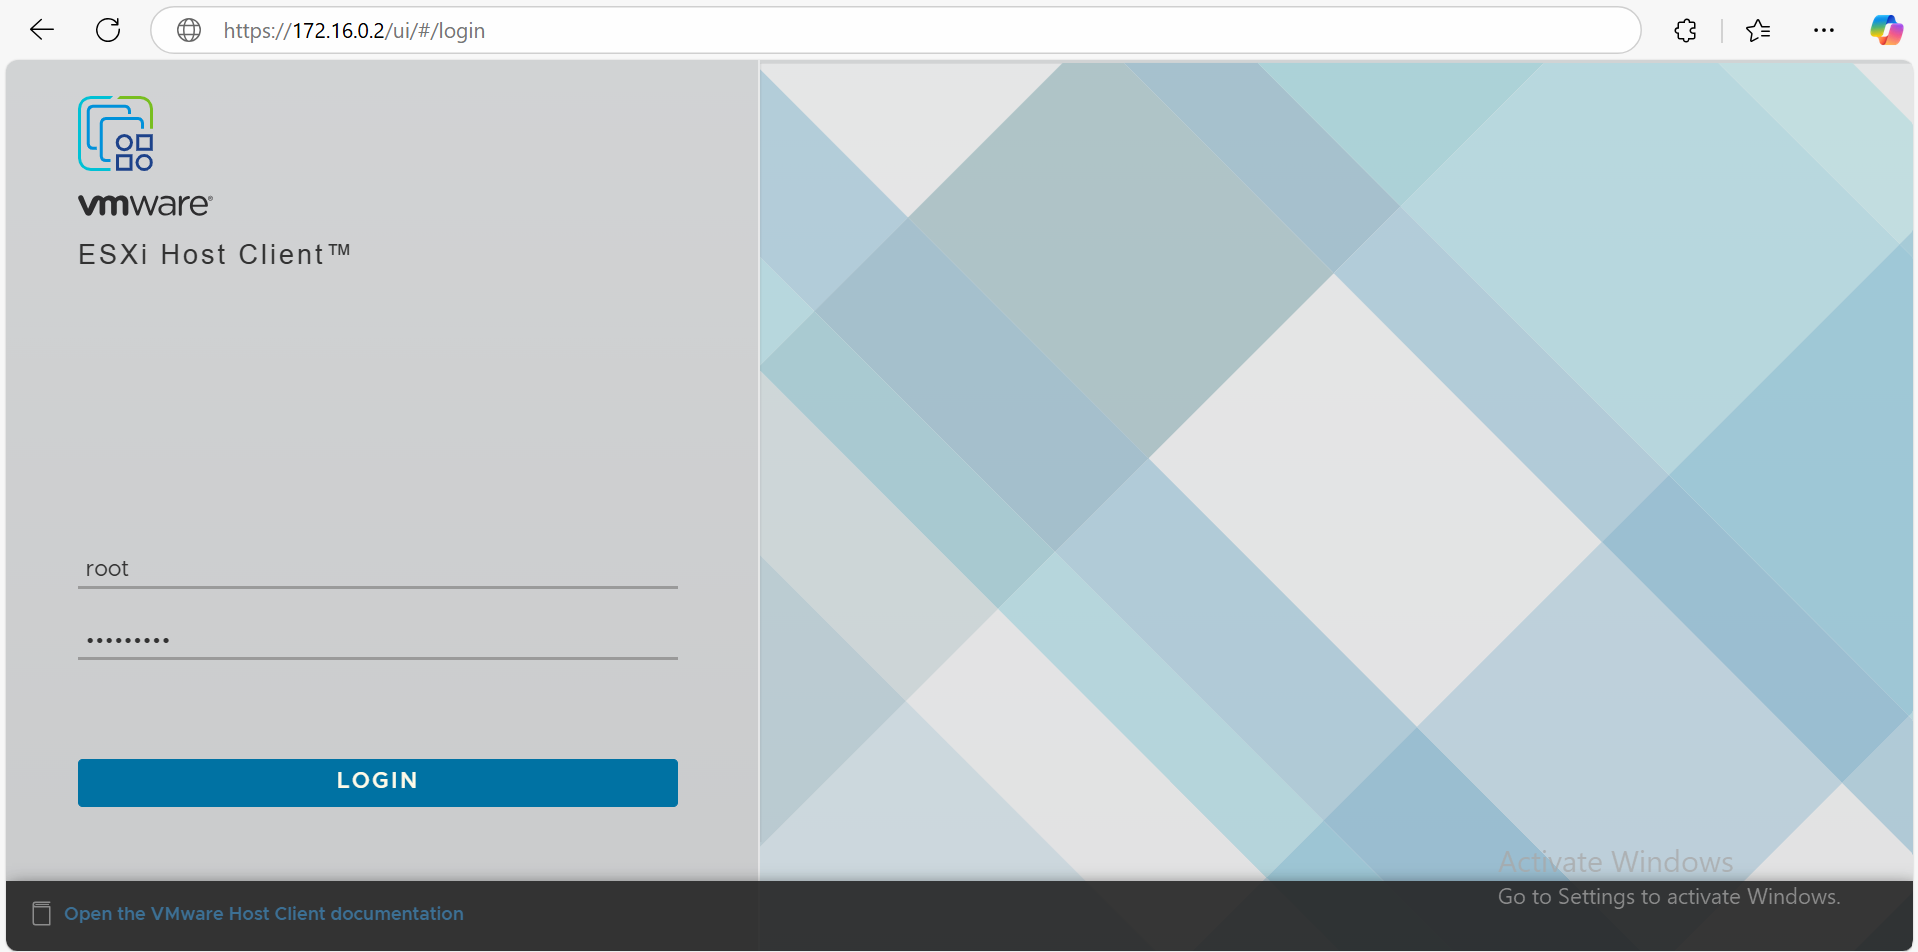 https://172.16.0.2/ui/#/login
vmware®
ESXi Host Client™
root
•••••••••
LOGIN
Activate Windows
Go to Settings to activate Windows.
Open the VMware Host Client documentation